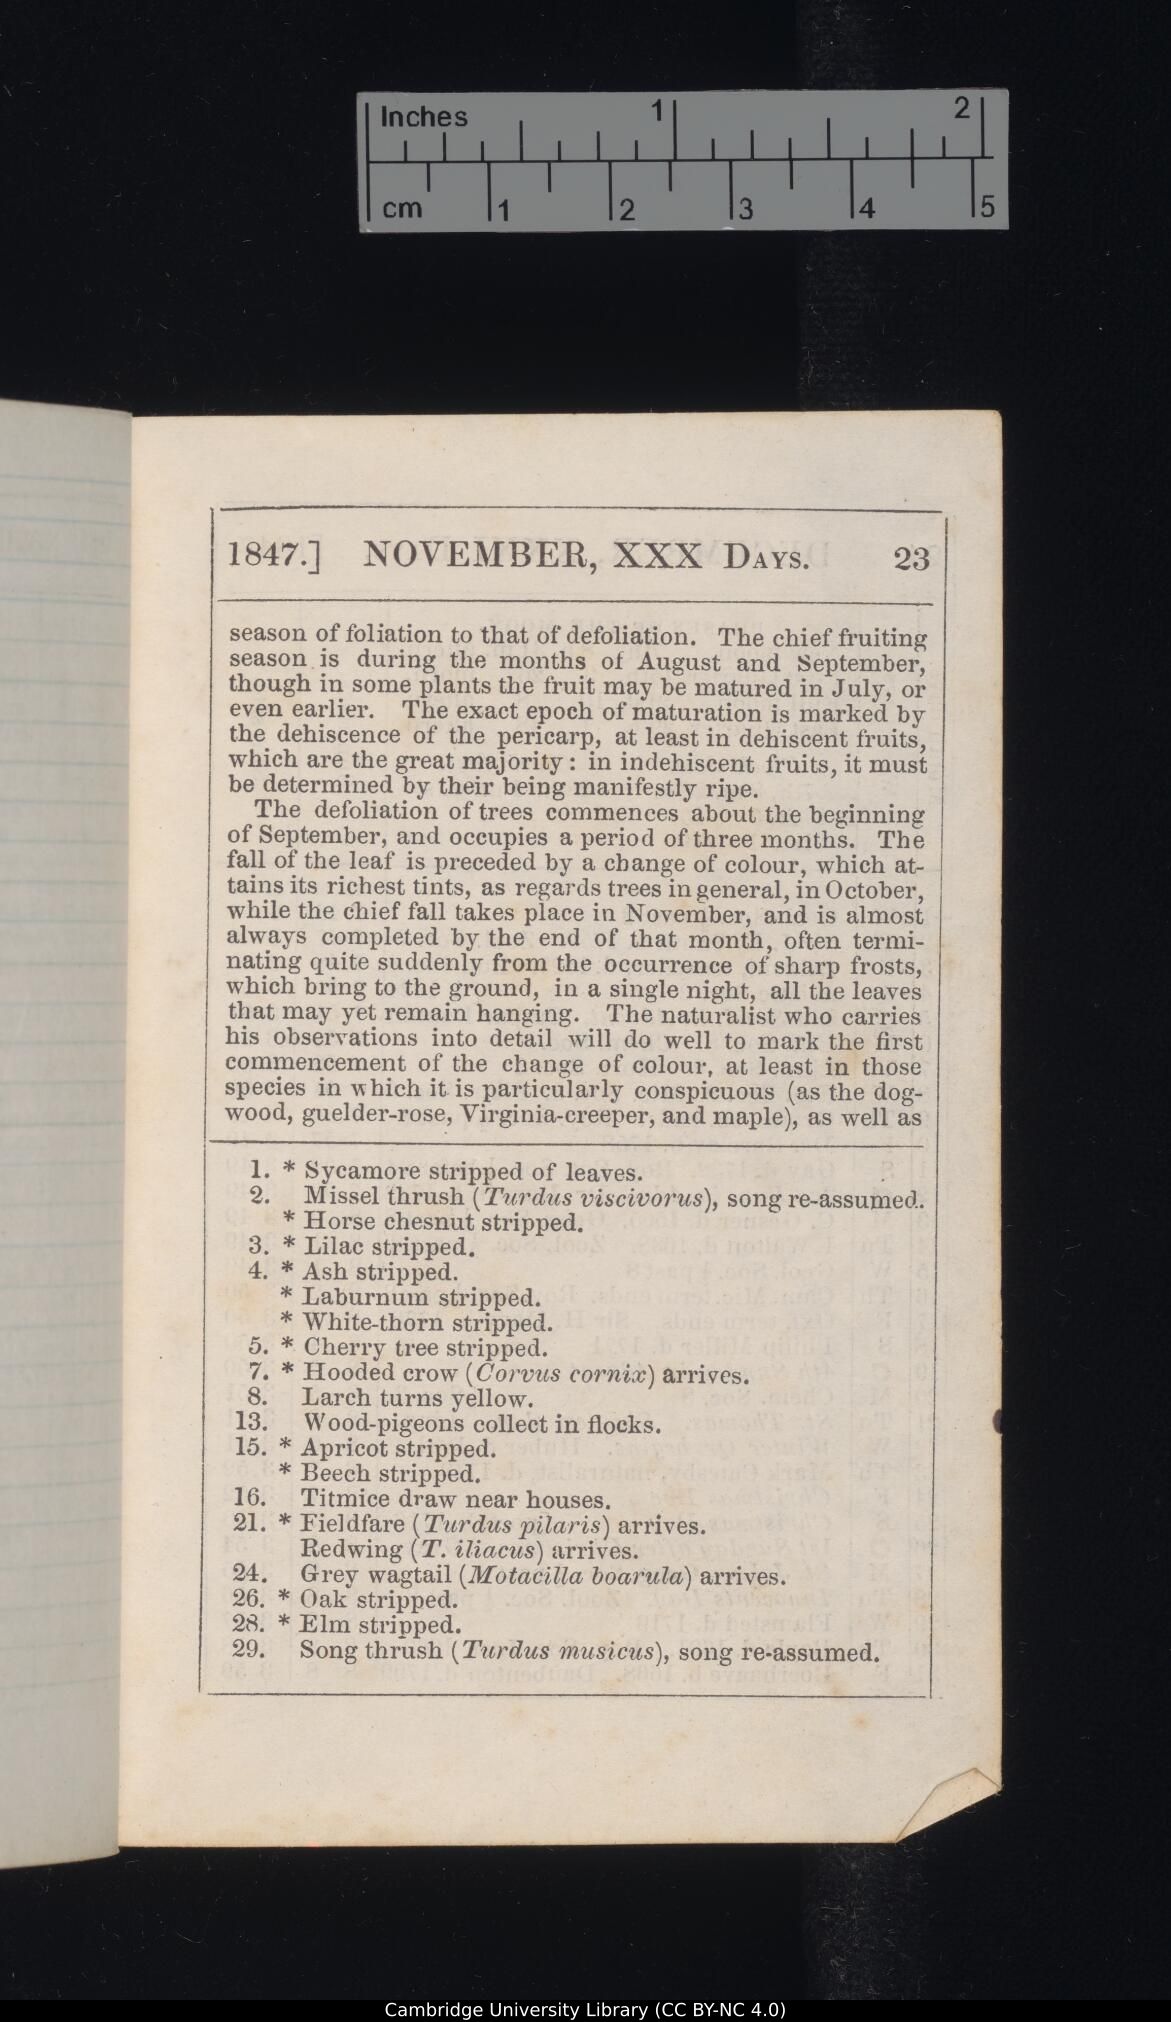 Inches 1 2
cm 1 2 3 4 5
1847.] NOVEMBER, XXX DAYS. 23
season of foliation to that of defoliation. The chief fruiting
season is during the months of August and September,
though in some plants the fruit may be matured in July, or
even earlier. The exact epoch of maturation is marked by
the dehiscence of the pericarp, at least in dehiscent fruits,
which are the great majority: in indehiscent fruits, it must
be determined by their being manifestly ripe.
The defoliation of trees commences about the beginning
of September, and occupies a period of three months. The
fall of the leaf is preceded by a change of colour, which at-
tains its richest tints, as regards trees in general, in October,
while the chief fall takes place in November, and is almost
always completed by the end of that month, often termi-
nating quite suddenly from the occurrence of sharp frosts,
which bring to the ground, in a single night, all the leaves
that may yet remain hanging. The naturalist who carries
his observations into detail will do well to mark the first
commencement of the change of colour, at least in those
species in which it is particularly conspicuous (as the dog-
wood, guelder-rose, Virginia-creeper, and maple), as well as
1. * Sycamore stripped of leaves.
2. Missel thrush (Turdus viscivorus), song re-assumed.
* Horse chesnut stripped.
3. * Lilac stripped.
4. * Ash stripped.
* Laburnum stripped.
* White-thorn stripped.
5. * Cherry tree stripped.
7. * Hooded crow (Corvus cornix) arrives.
8. Larch turns yellow.
13. Wood-pigeons collect in flocks.
15. * Apricot stripped.
* Beech stripped.
16. Titmice draw near houses.
21. * Fieldfare (Turdus pilaris) arrives.
Redwing (T. iliacus) arrives.
24. Grey wagtail (Motacilla boarula) arrives.
26. * Oak stripped.
28. * Elm stripped.
29. Song thrush (Turdus musicus), song re-assumed.
Cambridge University Library (CC BY-NC 4.0)